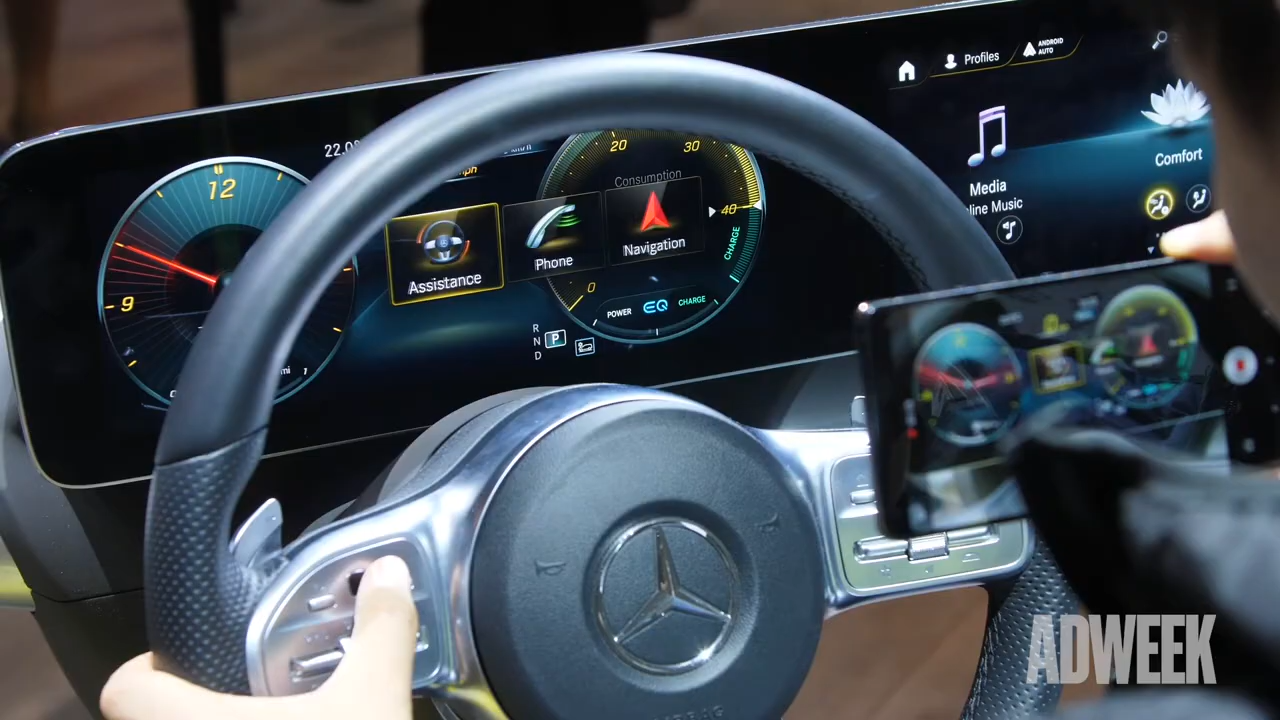 Profiles
ANDROID
AUTO
22.0
12
20
30
Consumption
Media
Comfort
line Music
40
Assistance
Phone
Navigation
CHARGE
9
0
POWER
EQ
CHARGE
R
N
P
D
mi
ADWEEK